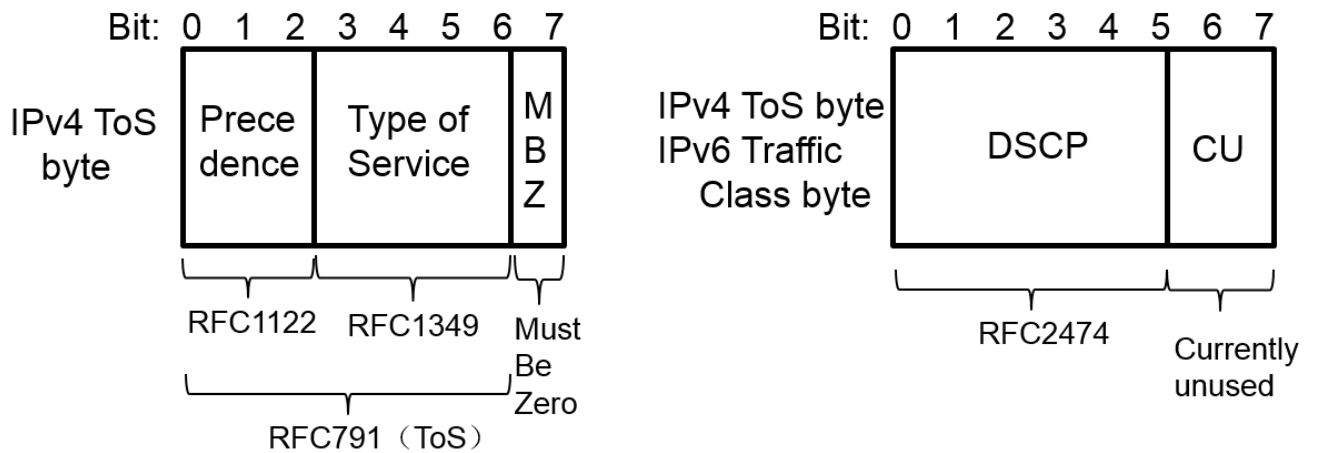 Bit: 0 1 2 3 4 5 6 7
IPv4 ToS
byte
Prece
dence
Type of
Service
M
B
Z
RFC1122
RFC1349
Must
Be
Zero
RFC791（ToS）
Bit: 0 1 2 3 4 5 6 7
IPv4 ToS byte
IPv6 Traffic
Class byte
DSCP
CU
RFC2474
Currently
unused